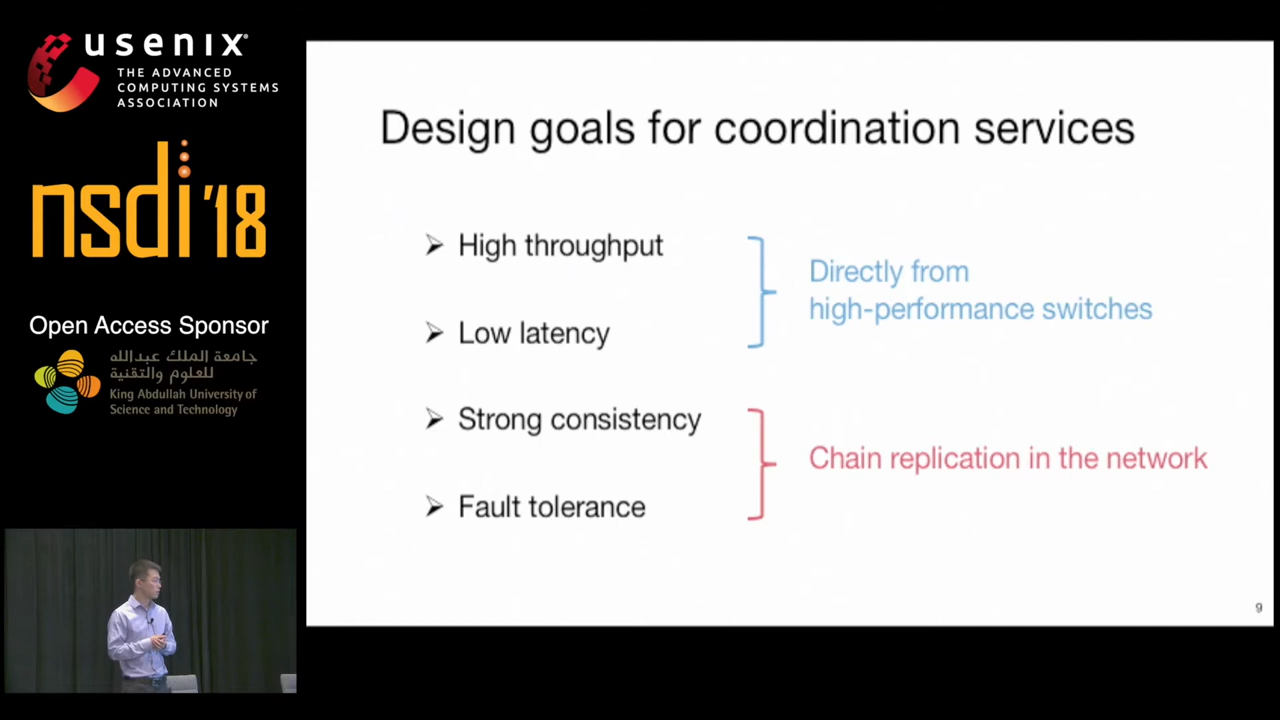 usenix
THE ADVANCED
COMPUTING SYSTEMS
ASSOCIATION
nsdi '18
Open Access Sponsor
جامعة الملك عبدالله
للعلوم والتقنية
King Abdullah University of
Science and Technology
Design goals for coordination services
➢ High throughput
➢ Low latency
Directly from
high-performance switches
➢ Strong consistency
➢ Fault tolerance
Chain replication in the network
9